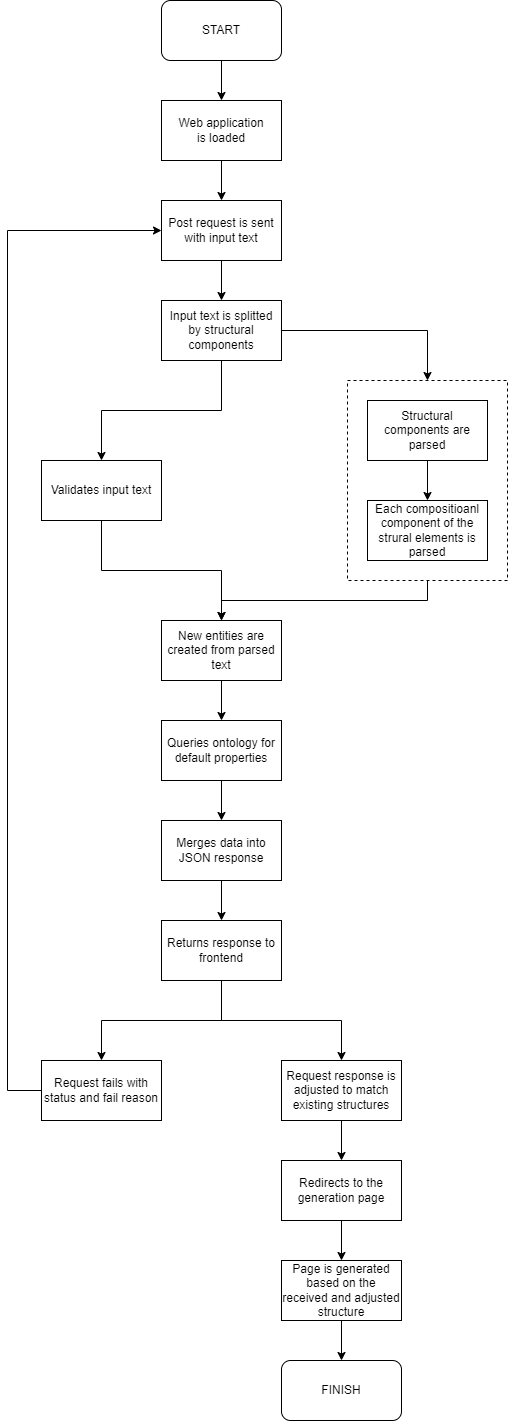 START
Web application
is loaded
Post request is sent
with input text
Input text is splitted
by structural
components
Structural
components are
parsed
Validates input text
Each compositioanl
component of the
strural elements is
parsed
New entities are
created from parsed
text
Queries ontology for
default properties
Merges data into
JSON response
Returns response to
frontend
Request fails with
status and fail reason
Request response is
adjusted to match
existing structures
Redirects to the
generation page
Page is generated
based on the
received and adjusted
structure
FINISH